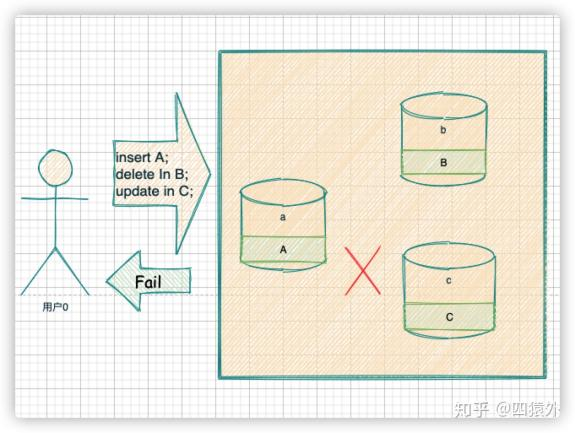 insert A;
delete In B;
update in C;
Fail
用户0
a
A
b
B
c
C
知乎 @四猿外